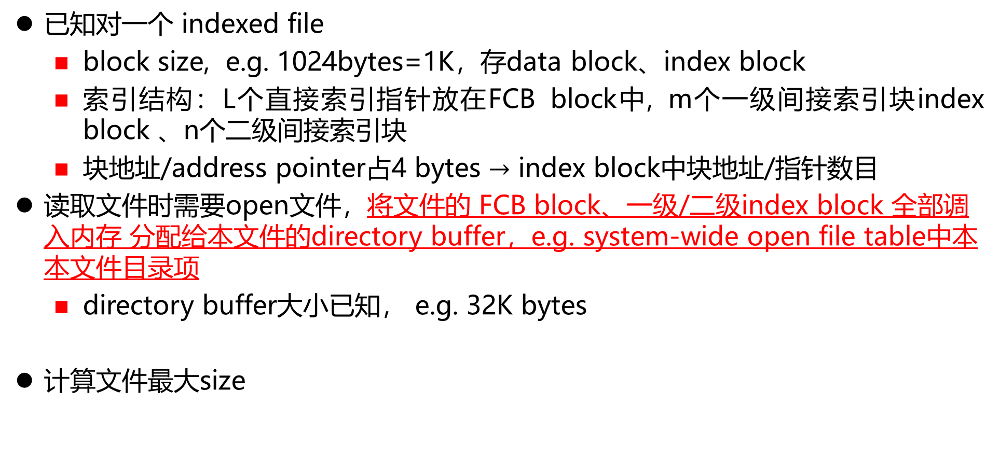 ● 已知对一个 indexed file
■ block size，e.g. 1024bytes=1K，存data block、index block
■ 索引结构：L个直接索引指针放在FCB block中，m个一级间接索引块index
block 、n个二级间接索引块
■ 块地址/address pointer占4 bytes → index block中块地址/指针数目
● 读取文件时需要open文件，将文件的 FCB block、一级/二级index block 全部调
入内存 分配给本文件的directory buffer，e.g. system-wide open file table中本
本文件目录项
■ directory buffer大小已知， e.g. 32K bytes
● 计算文件最大size